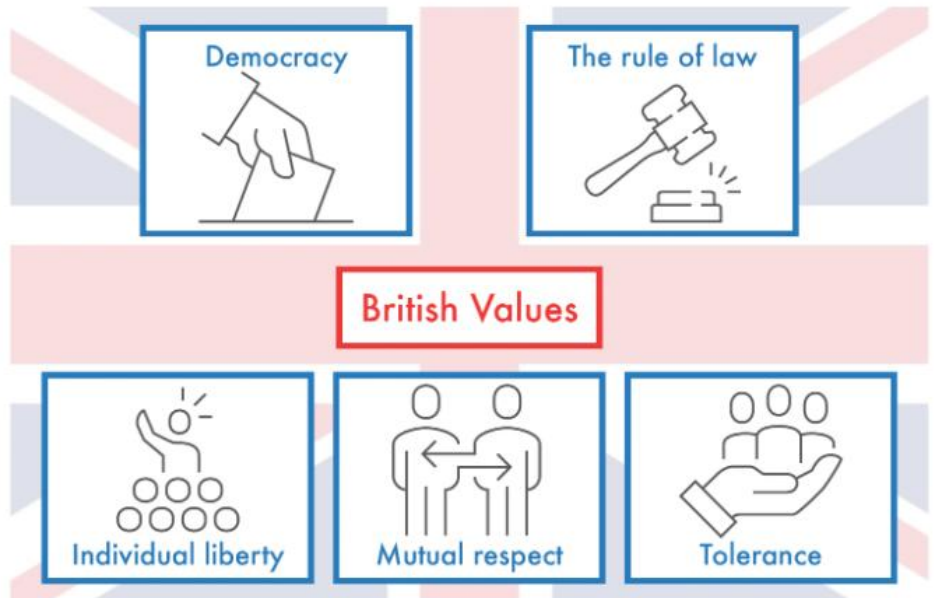 Democracy
The rule of law
British Values
Individual liberty
Mutual respect
Tolerance